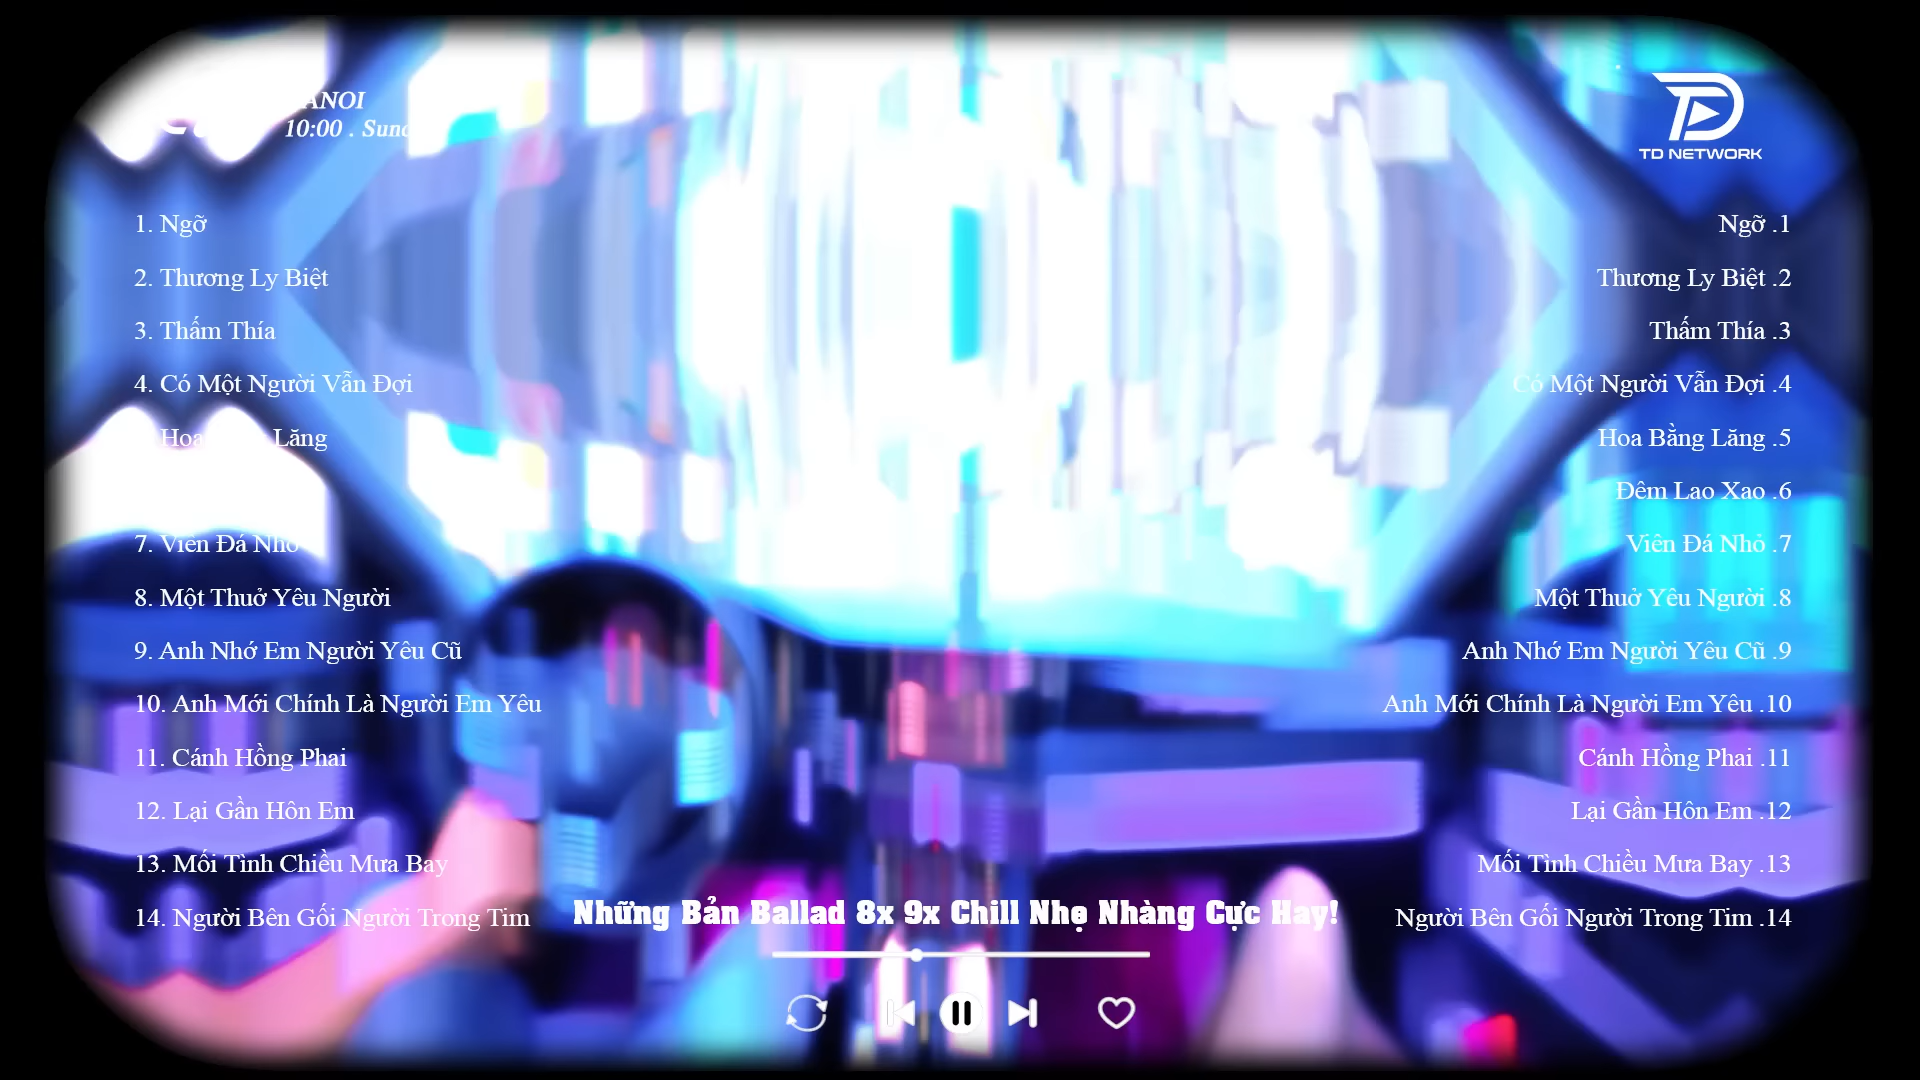 ANOI
10:00 . Sund
TD NETWORK
1. Ngỡ
2. Thương Ly Biệt
3. Thấm Thía
4. Có Một Người Vẫn Đợi
Hoa Lăng
7. Viên Đá Nhỏ
8. Một Thuở Yêu Người
9. Anh Nhớ Em Người Yêu Cũ
10. Anh Mới Chính Là Người Em Yêu
11. Cánh Hồng Phai
12. Lại Gần Hôn Em
13. Mối Tình Chiều Mưa Bay
14. Người Bên Gối Người Trong Tim
Ngỡ .1
Thương Ly Biệt .2
Thấm Thía .3
Có Một Người Vẫn Đợi .4
Hoa Bằng Lăng .5
Đêm Lao Xao .6
Viên Đá Nhỏ .7
Một Thuở Yêu Người .8
Anh Nhớ Em Người Yêu Cũ .9
Anh Mới Chính Là Người Em Yêu .10
Cánh Hồng Phai .11
Lại Gần Hôn Em .12
Mối Tình Chiều Mưa Bay .13
Người Bên Gối Người Trong Tim .14
Những Bản Ballad 8x 9x Chill Nhẹ Nhàng Cực Hay!